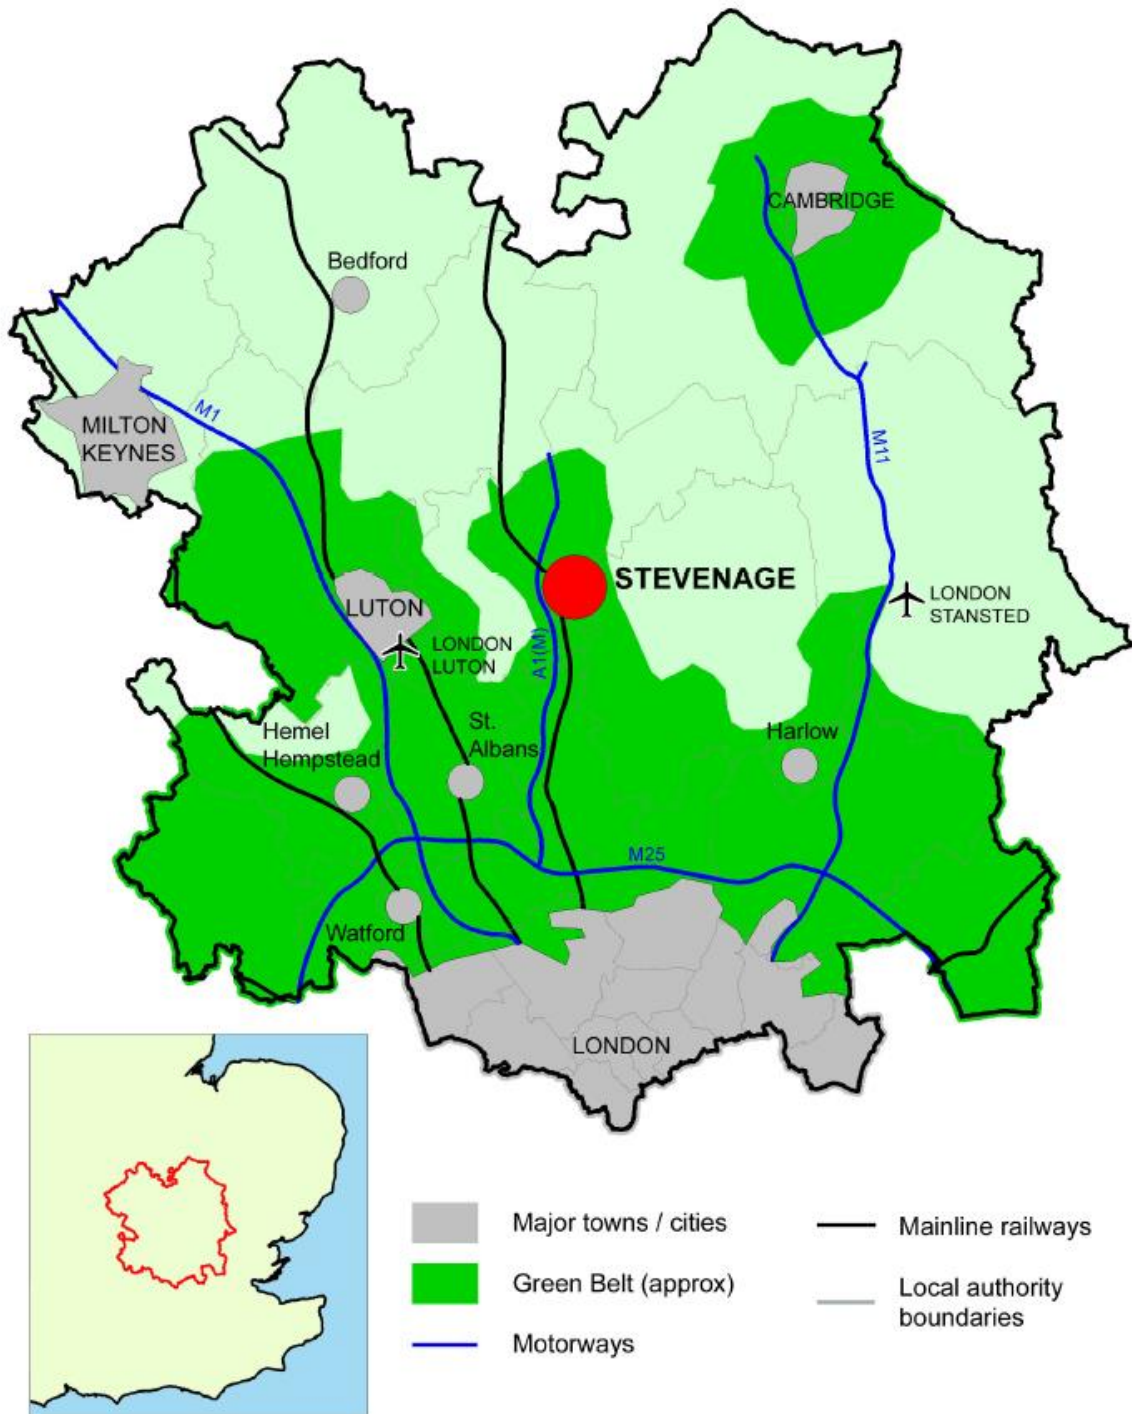 CAMBRIDGE
Bedford
M1
MILTON
KEYNES
M11
STEVENAGE
LONDON
STANSTED
LUTON
LONDON
LUTON
A1(M)
Hemel
Hempstead
St.
Albans
Harlow
M25
Watford
LONDON
Major towns / cities
Green Belt (approx)
Motorways
Mainline railways
Local authority
boundaries